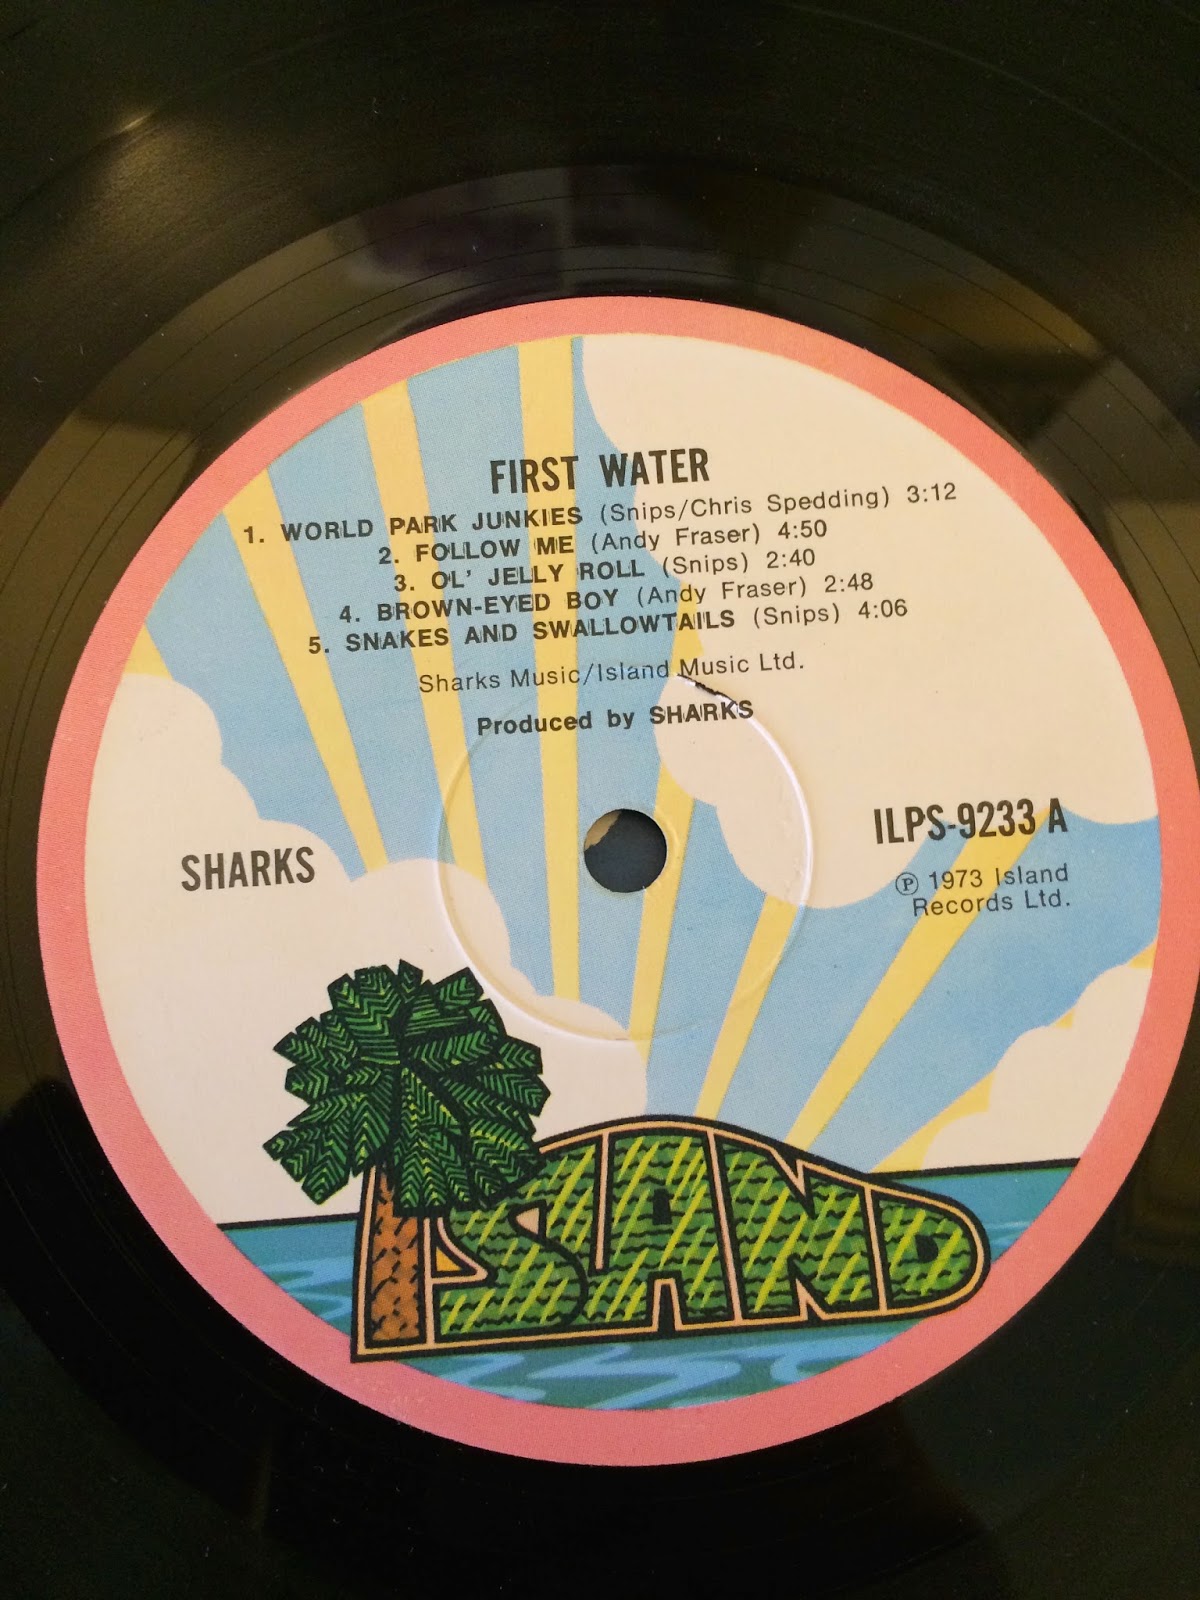 FIRST WATER
1. WORLD PARK JUNKIES (Snips/Chris Spedding) 3:12
2. FOLLOW ME (Andy Fraser) 4:50
3. OL' JELLY ROLL (Snips) 2:40
4. BROWN-EYED BOY (Andy Fraser) 2:48
5. SNAKES AND SWALLOWTAILS (Snips) 4:06
Sharks Music/Island Music Ltd.
Produced by SHARKS
SHARKS
ILPS-9233 A
℗ 1973 Island
Records Ltd.
ISLAND